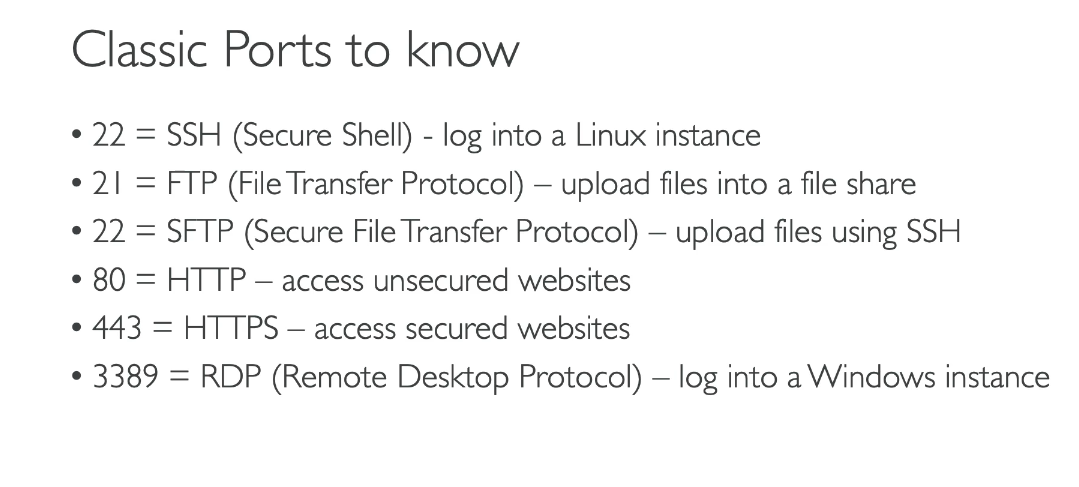 Classic Ports to know
• 22 = SSH (Secure Shell) - log into a Linux instance
• 21 = FTP (File Transfer Protocol) – upload files into a file share
• 22 = SFTP (Secure File Transfer Protocol) – upload files using SSH
• 80 = HTTP – access unsecured websites
• 443 = HTTPS – access secured websites
• 3389 = RDP (Remote Desktop Protocol) – log into a Windows instance